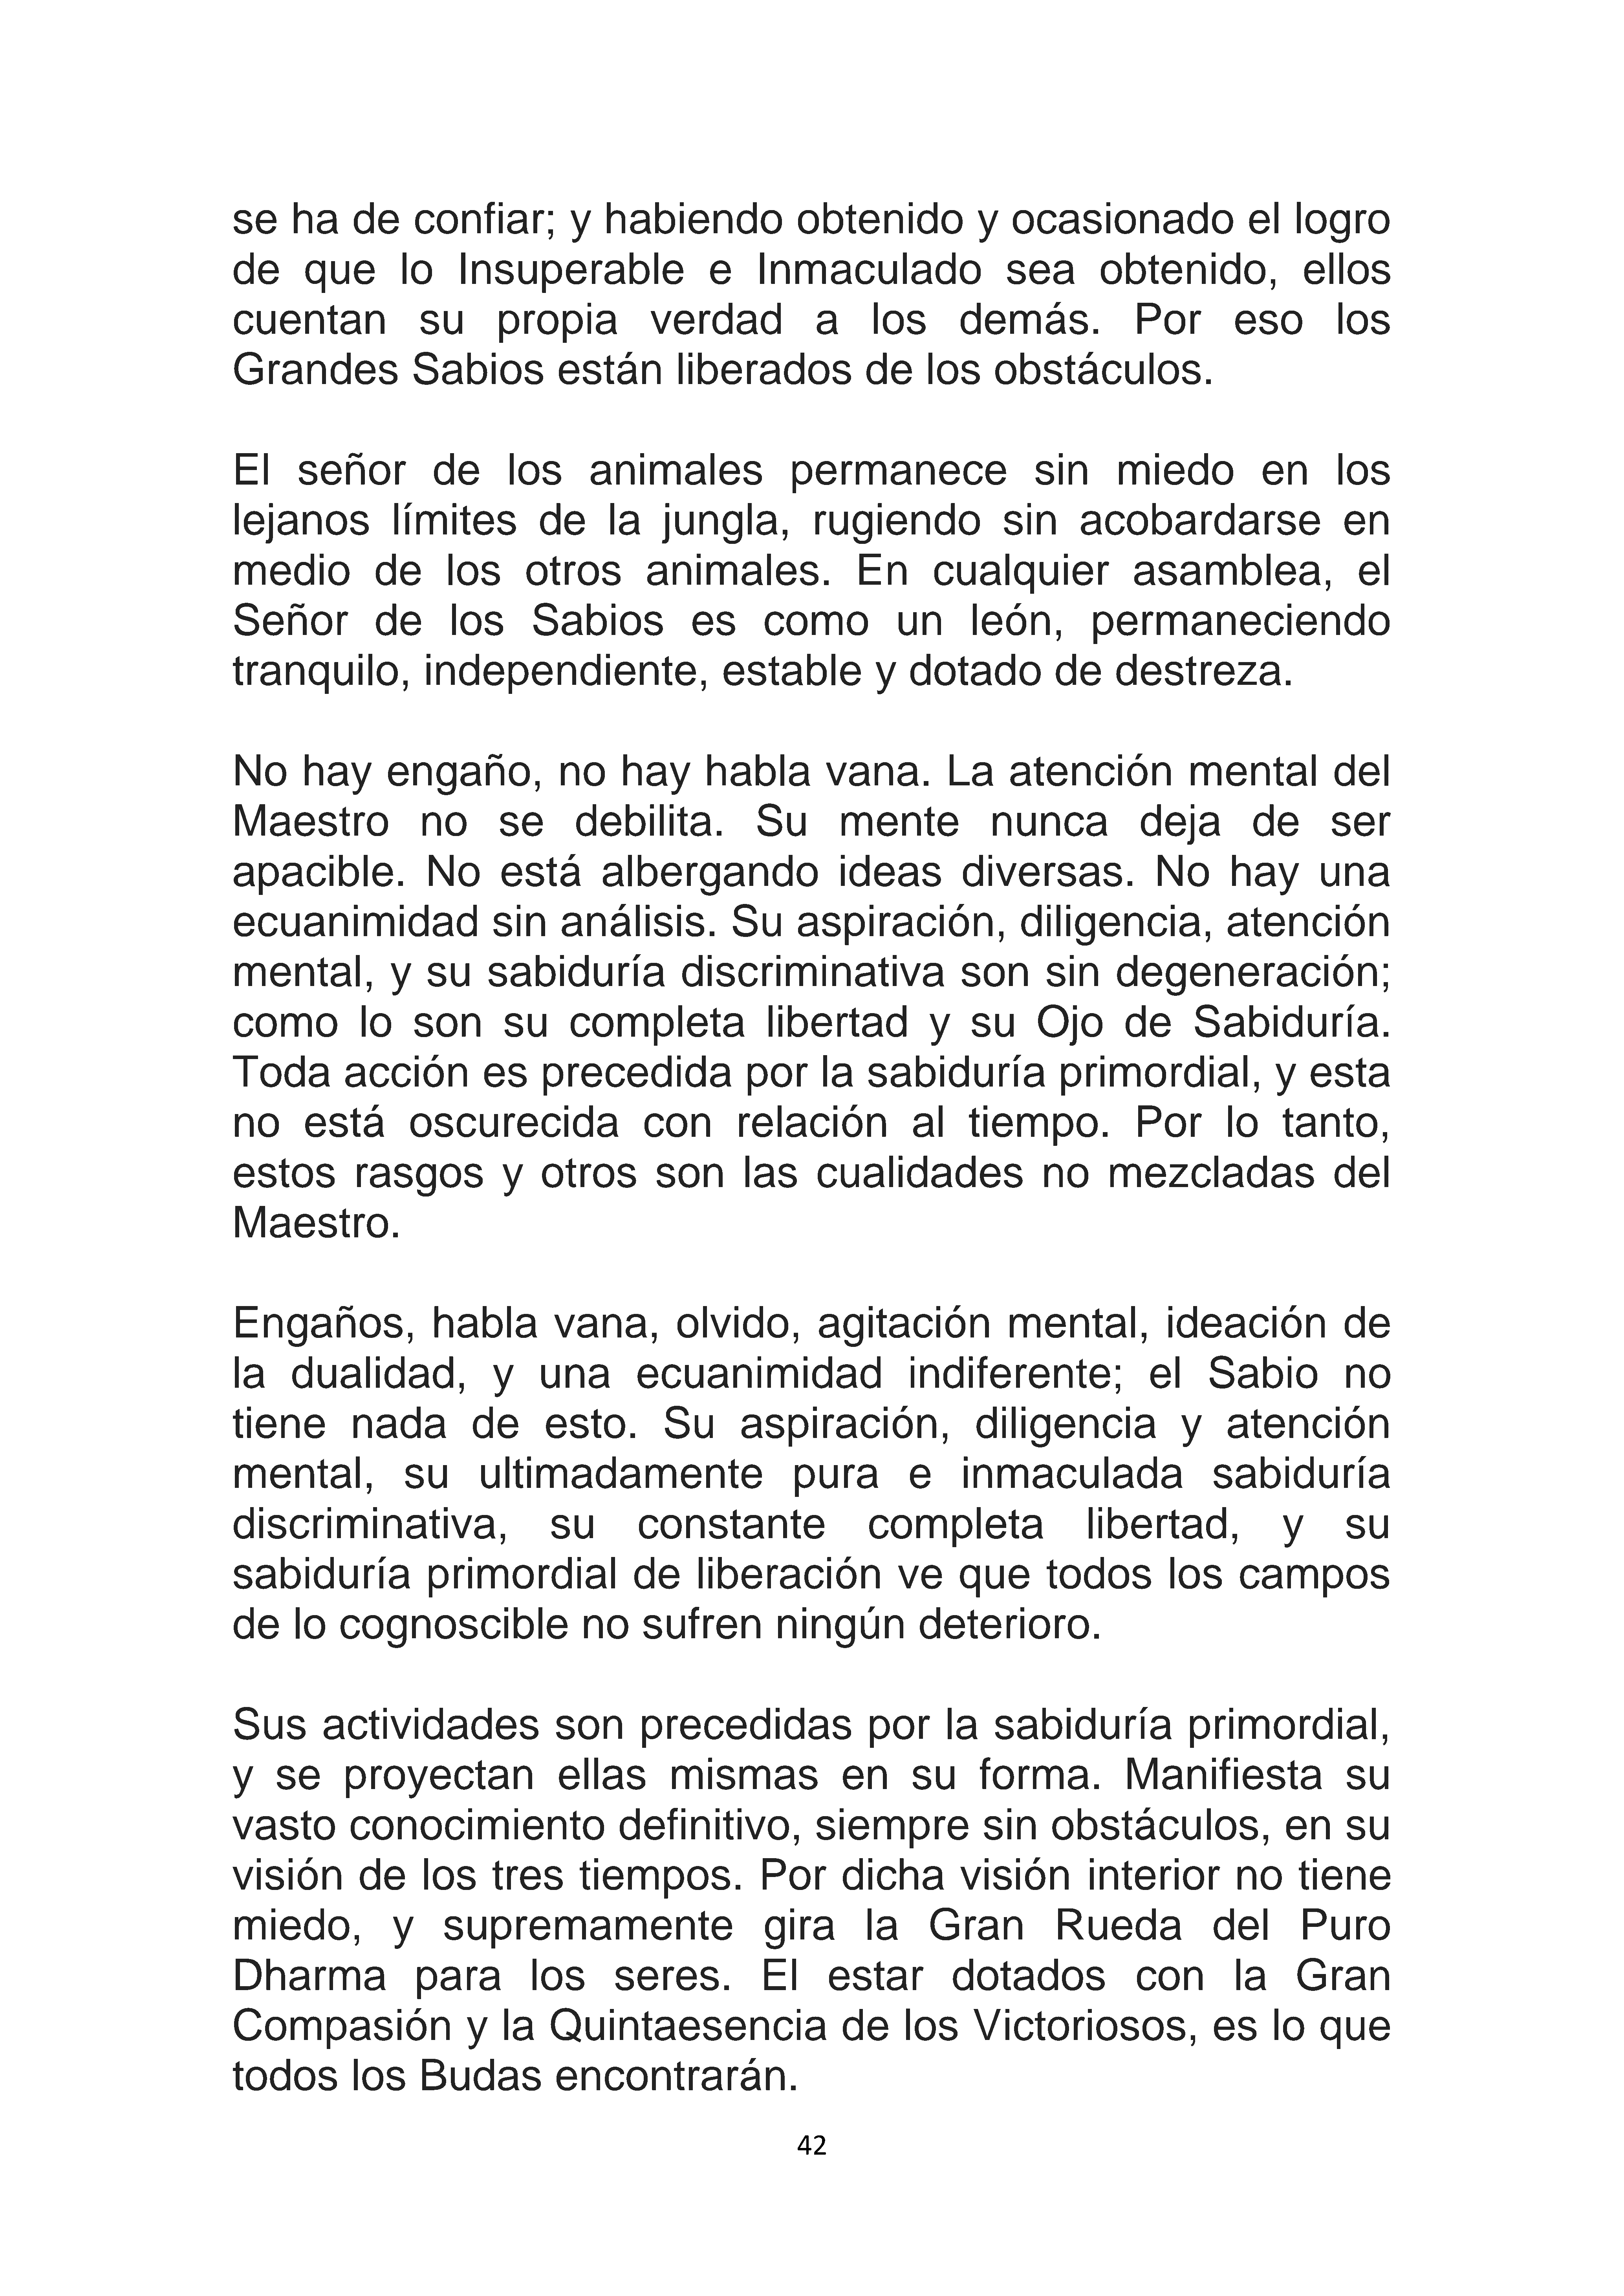 se ha de confiar; y habiendo obtenido y ocasionado el logro
de que lo Insuperable e Inmaculado sea obtenido, ellos
cuentan su propia verdad a los demás. Por eso los
Grandes Sabios están liberados de los obstáculos.
El señor de los animales permanece sin miedo en los
lejanos límites de la jungla, rugiendo sin acobardarse en
medio de los otros animales. En cualquier asamblea, el
Señor de los Sabios es como un león, permaneciendo
tranquilo, independiente, estable y dotado de destreza.
No hay engaño, no hay habla vana. La atención mental del
Maestro no se debilita. Su mente nunca deja de ser
apacible. No está albergando ideas diversas. No hay una
ecuanimidad sin análisis. Su aspiración, diligencia, atención
mental, y su sabiduría discriminativa son sin degeneración;
como lo son su completa libertad y su Ojo de Sabiduría.
Toda acción es precedida por la sabiduría primordial, y esta
no está oscurecida con relación al tiempo. Por lo tanto,
estos rasgos y otros son las cualidades no mezcladas del
Maestro.
Engaños, habla vana, olvido, agitación mental, ideación de
la dualidad, y una ecuanimidad indiferente; el Sabio no
tiene nada de esto. Su aspiración, diligencia y atención
mental, su ultimadamente pura e inmaculada sabiduría
discriminativa, su constante completa libertad, y su
sabiduría primordial de liberación ve que todos los campos
de lo cognoscible no sufren ningún deterioro.
Sus actividades son precedidas por la sabiduría primordial,
y se proyectan ellas mismas en su forma. Manifiesta su
vasto conocimiento definitivo, siempre sin obstáculos, en su
visión de los tres tiempos. Por dicha visión interior no tiene
miedo, y supremamente gira la Gran Rueda del Puro
Dharma para los seres. El estar dotados con la Gran
Compasión y la Quintaesencia de los Victoriosos, es lo que
todos los Budas encontrarán.
42